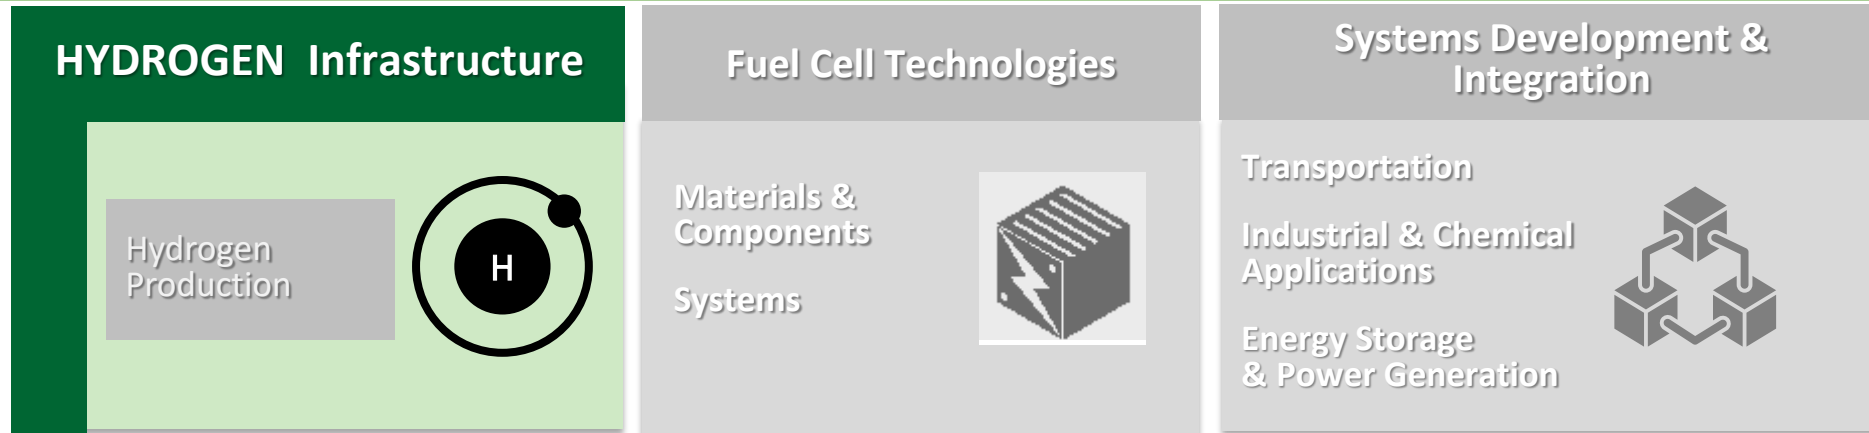 HYDROGEN Infrastructure
Hydrogen
Production
H
Fuel Cell Technologies
Materials &
Components
Systems
Systems Development &
Integration
Transportation
Industrial & Chemical
Applications
Energy Storage
& Power Generation